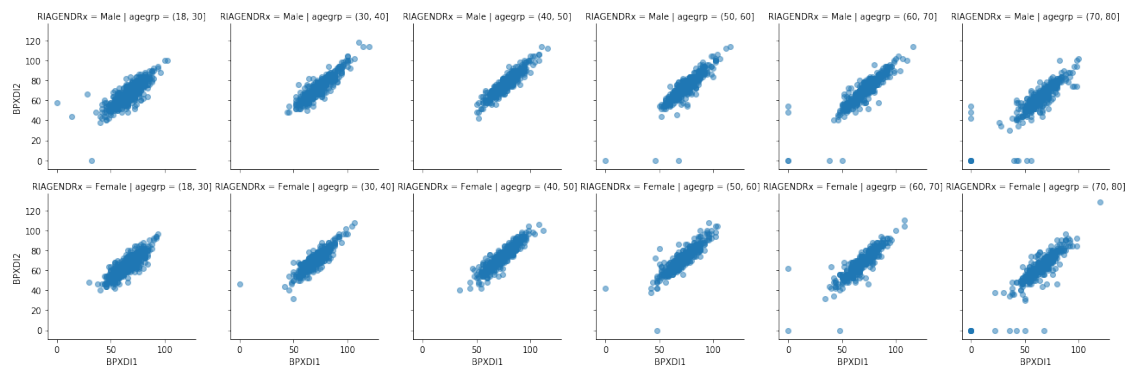 RIAGENDRx = Male | agegrp = (18, 30] RIAGENDRx = Male | agegrp = (30, 40] RIAGENDRx = Male | agegrp = (40, 50] RIAGENDRx = Male | agegrp = (50, 60] RIAGENDRx = Male | agegrp = (60, 70] RIAGENDRx = Male | agegrp = (70, 80]
120
100
80
60
40
20
0
BPXDI2
RIAGENDRx = Female | agegrp = (18, 30] RIAGENDRx = Female | agegrp = (30, 40] RIAGENDRx = Female | agegrp = (40, 50] RIAGENDRx = Female | agegrp = (50, 60] RIAGENDRx = Female | agegrp = (60, 70] RIAGENDRx = Female | agegrp = (70, 80]
120
100
80
60
40
20
0
BPXDI2
0 50 100 0 50 100 0 50 100 0 50 100 0 50 100 0 50 100
BPXDI1 BPXDI1 BPXDI1 BPXDI1 BPXDI1 BPXDI1